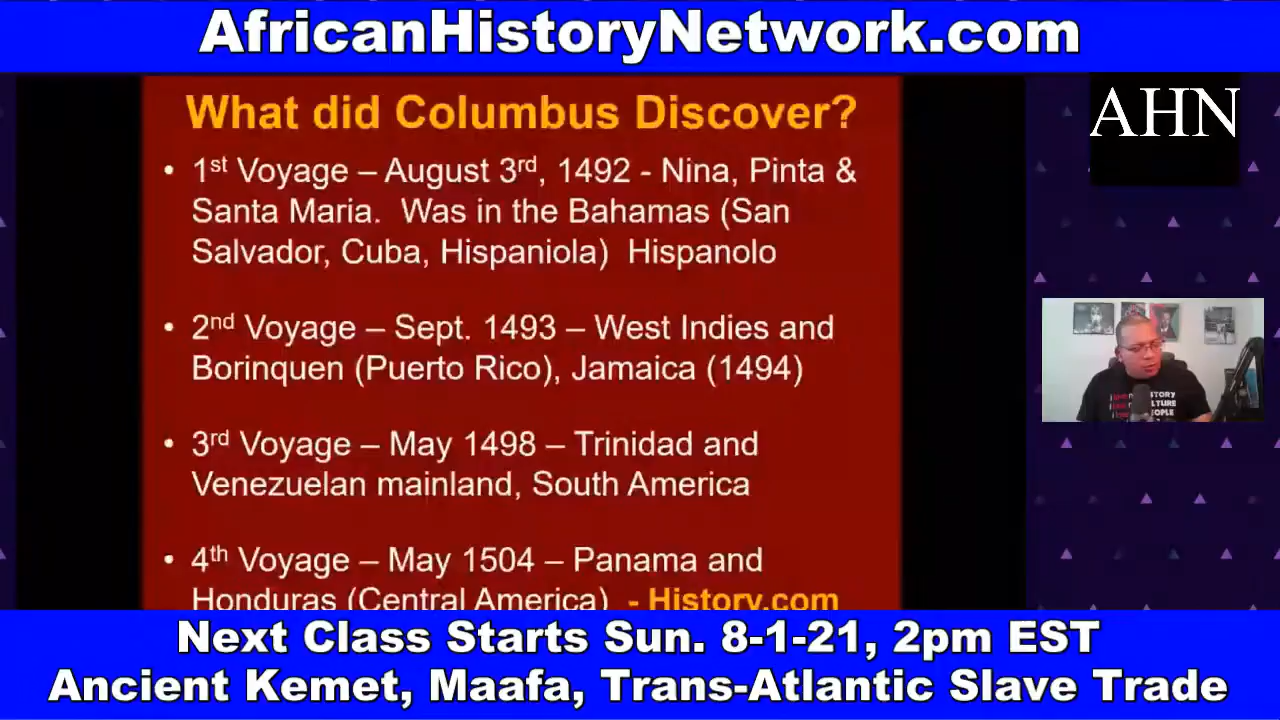 AfricanHistoryNetwork.com
AHN
What did Columbus Discover?
• 1st Voyage – August 3rd, 1492 - Nina, Pinta &
Santa Maria.  Was in the Bahamas (San
Salvador, Cuba, Hispaniola)  Hispanolo
• 2nd Voyage – Sept. 1493 – West Indies and
Borinquen (Puerto Rico), Jamaica (1494)
• 3rd Voyage – May 1498 – Trinidad and
Venezuelan mainland, South America
• 4th Voyage – May 1504 – Panama and
Honduras (Central America)  - History.com
Next Class Starts Sun. 8-1-21, 2pm EST
Ancient Kemet, Maafa, Trans-Atlantic Slave Trade